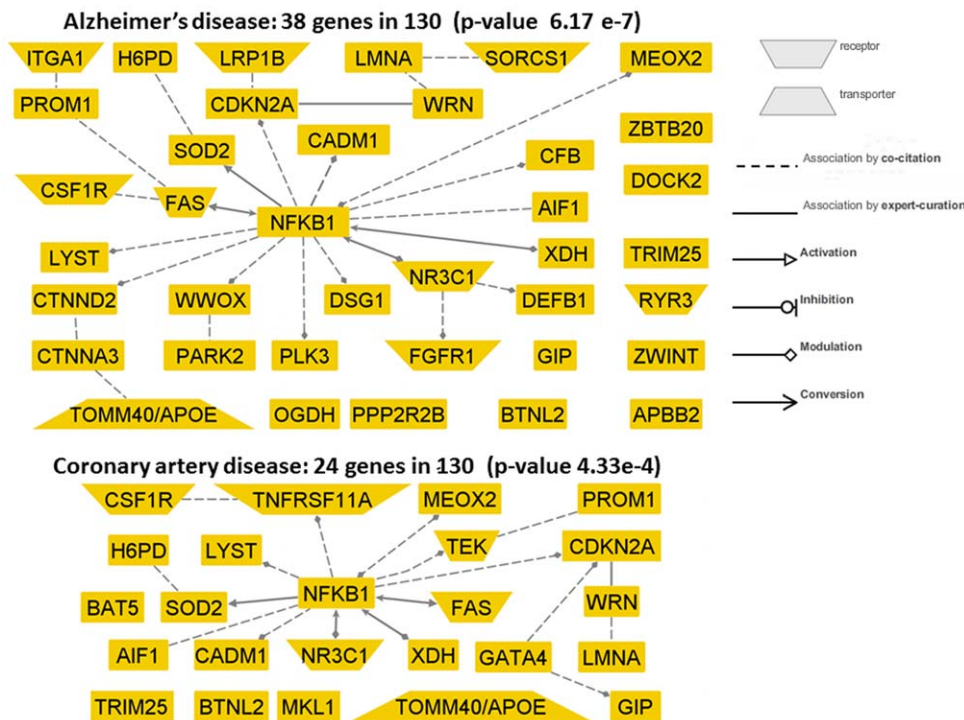 Alzheimer's disease: 38 genes in 130 (p-value 6.17 e-7)
ITGA1 H6PD LRP1B LMNA SORCS1 MEOX2
PROM1 CDKN2A WRN
ZBTB20
CADM1
SOD2 CFB
DOCK2
CSF1R FAS
AIF1
NFKB1
LYST XDH TRIM25
NR3C1
CTNND2 WWOX DSG1 DEFB1 RYR3
CTNNA3 PARK2 PLK3 FGFR1 GIP ZWINT
TOMM40/APOE OGDH PPP2R2B BTNL2 APBB2
receptor
transporter
Association by co-citation
Association by expert-curation
Activation
Inhibition
Modulation
Conversion
Coronary artery disease: 24 genes in 130 (p-value 4.33e-4)
CSF1R TNFRSF11A MEOX2 PROM1
H6PD LYST TEK CDKN2A
NFKB1
BAT5 SOD2 FAS WRN
AIF1 CADM1 NR3C1 XDH GATA4 LMNA
TRIM25 BTNL2 MKL1 TOMM40/APOE GIP